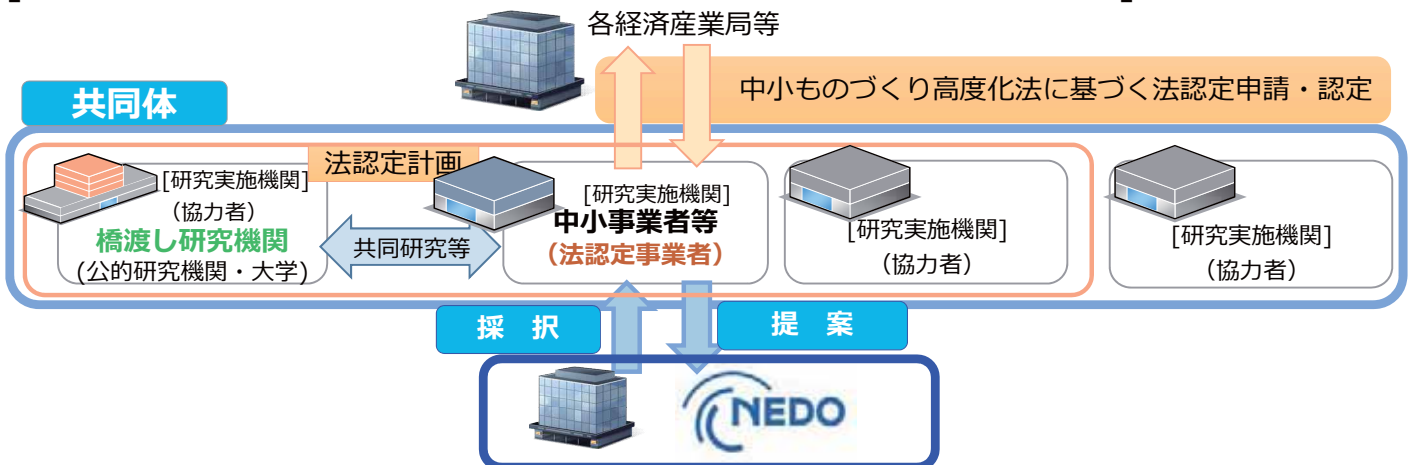 各経済産業局等
中小ものづくり高度化法に基づく法認定申請・認定
共同体
法認定計画
[研究実施機関]
（協力者）
橋渡し研究機関
(公的研究機関・大学)
共同研究等
[研究実施機関]
中小事業者等
（法認定事業者）
[研究実施機関]
（協力者）
[研究実施機関]
（協力者）
採　択
提　案
NEDO